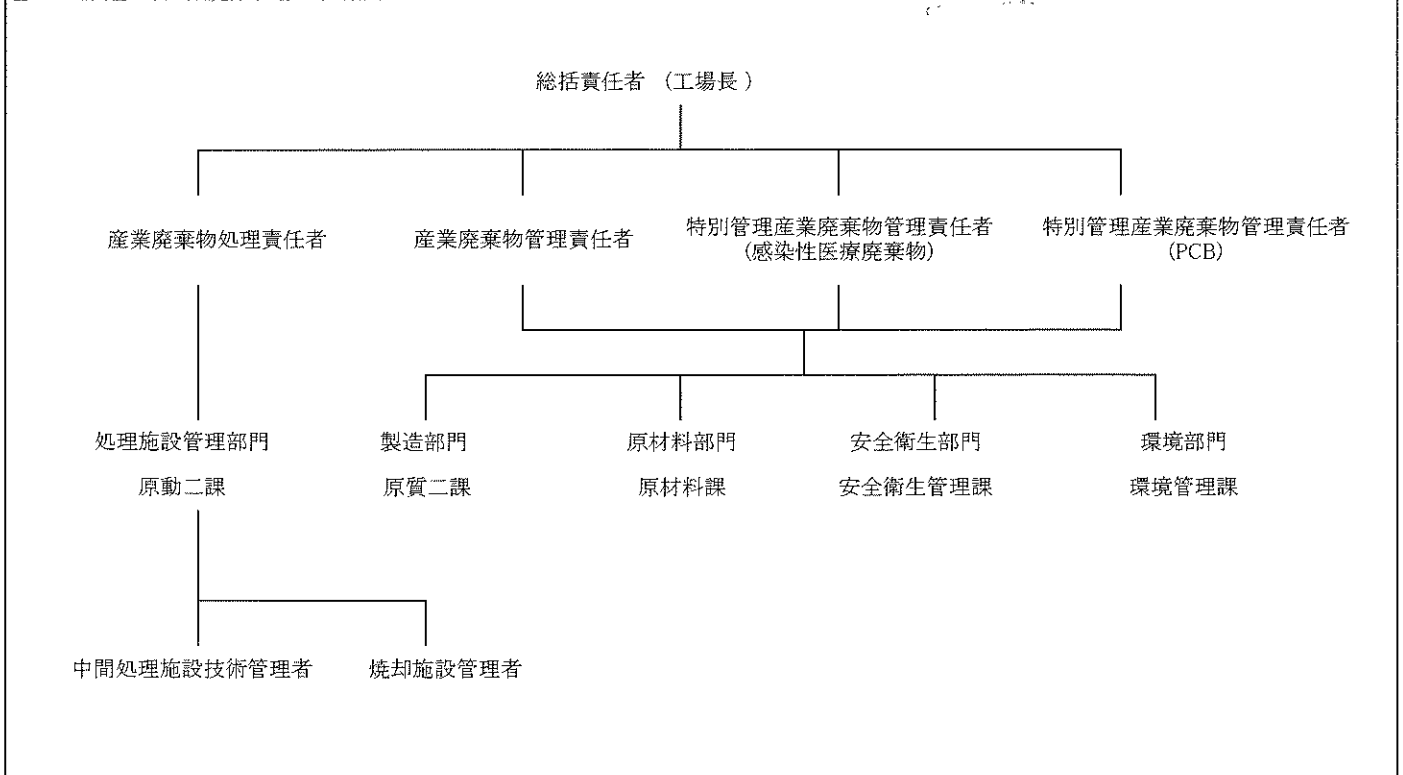 総括責任者 （工場長）
産業廃棄物処理責任者
産業廃棄物管理責任者
特別管理産業廃棄物管理責任者
(感染性医療廃棄物)
特別管理産業廃棄物管理責任者
(PCB)
処理施設管理部門
原動二課
製造部門
原質二課
原材料部門
原材料課
安全衛生部門
安全衛生管理課
環境部門
環境管理課
中間処理施設技術管理者
焼却施設管理者